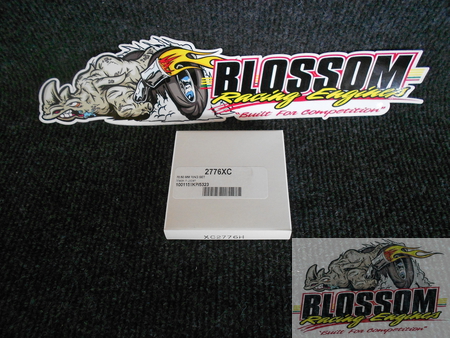 BLOSSOM
Racing Engines
"Built For Competition"
2776XC
XC2776H
BLOSSOM
Racing Engines
"Built For Competition"